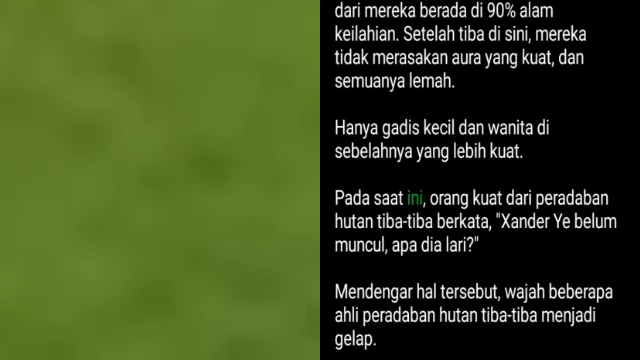 dari mereka berada di 90% alam
keilahian. Setelah tiba di sini, mereka
tidak merasakan aura yang kuat, dan
semuanya lemah.
Hanya gadis kecil dan wanita di
sebelahnya yang lebih kuat.
Pada saat ini, orang kuat dari peradaban
hutan tiba-tiba berkata, "Xander Ye belum
muncul, apa dia lari?"
Mendengar hal tersebut, wajah beberapa
ahli peradaban hutan tiba-tiba menjadi
gelap.